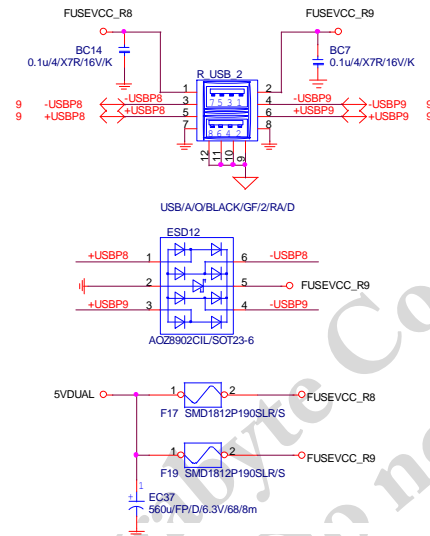 FUSEVCC_R8 FUSEVCC_R9
BC14 BC7
0.1u/4/X7R/16V/K 0.1u/4/X7R/16V/K
R_USB_2
1 2
9 -USBP8 -USBP8 3 7 5 3 1 4 -USBP9 -USBP9 9
9 +USBP8 +USBP8 5 6 +USBP9 +USBP9 9
7 8 6 4 2 8
12 11 10 9
USB/A/O/BLACK/GF/2/RA/D
ESD12
+USBP8 1 6 -USBP8
2 5 FUSEVCC_R9
+USBP9 3 4 -USBP9
AOZ8902CIL/SOT23-6
5VDUAL 1 2 FUSEVCC_R8
F17 SMD1812P190SLR/S
1 2 FUSEVCC_R9
F19 SMD1812P190SLR/S
1
+ EC37
560u/FP/D/6.3V/68/8m